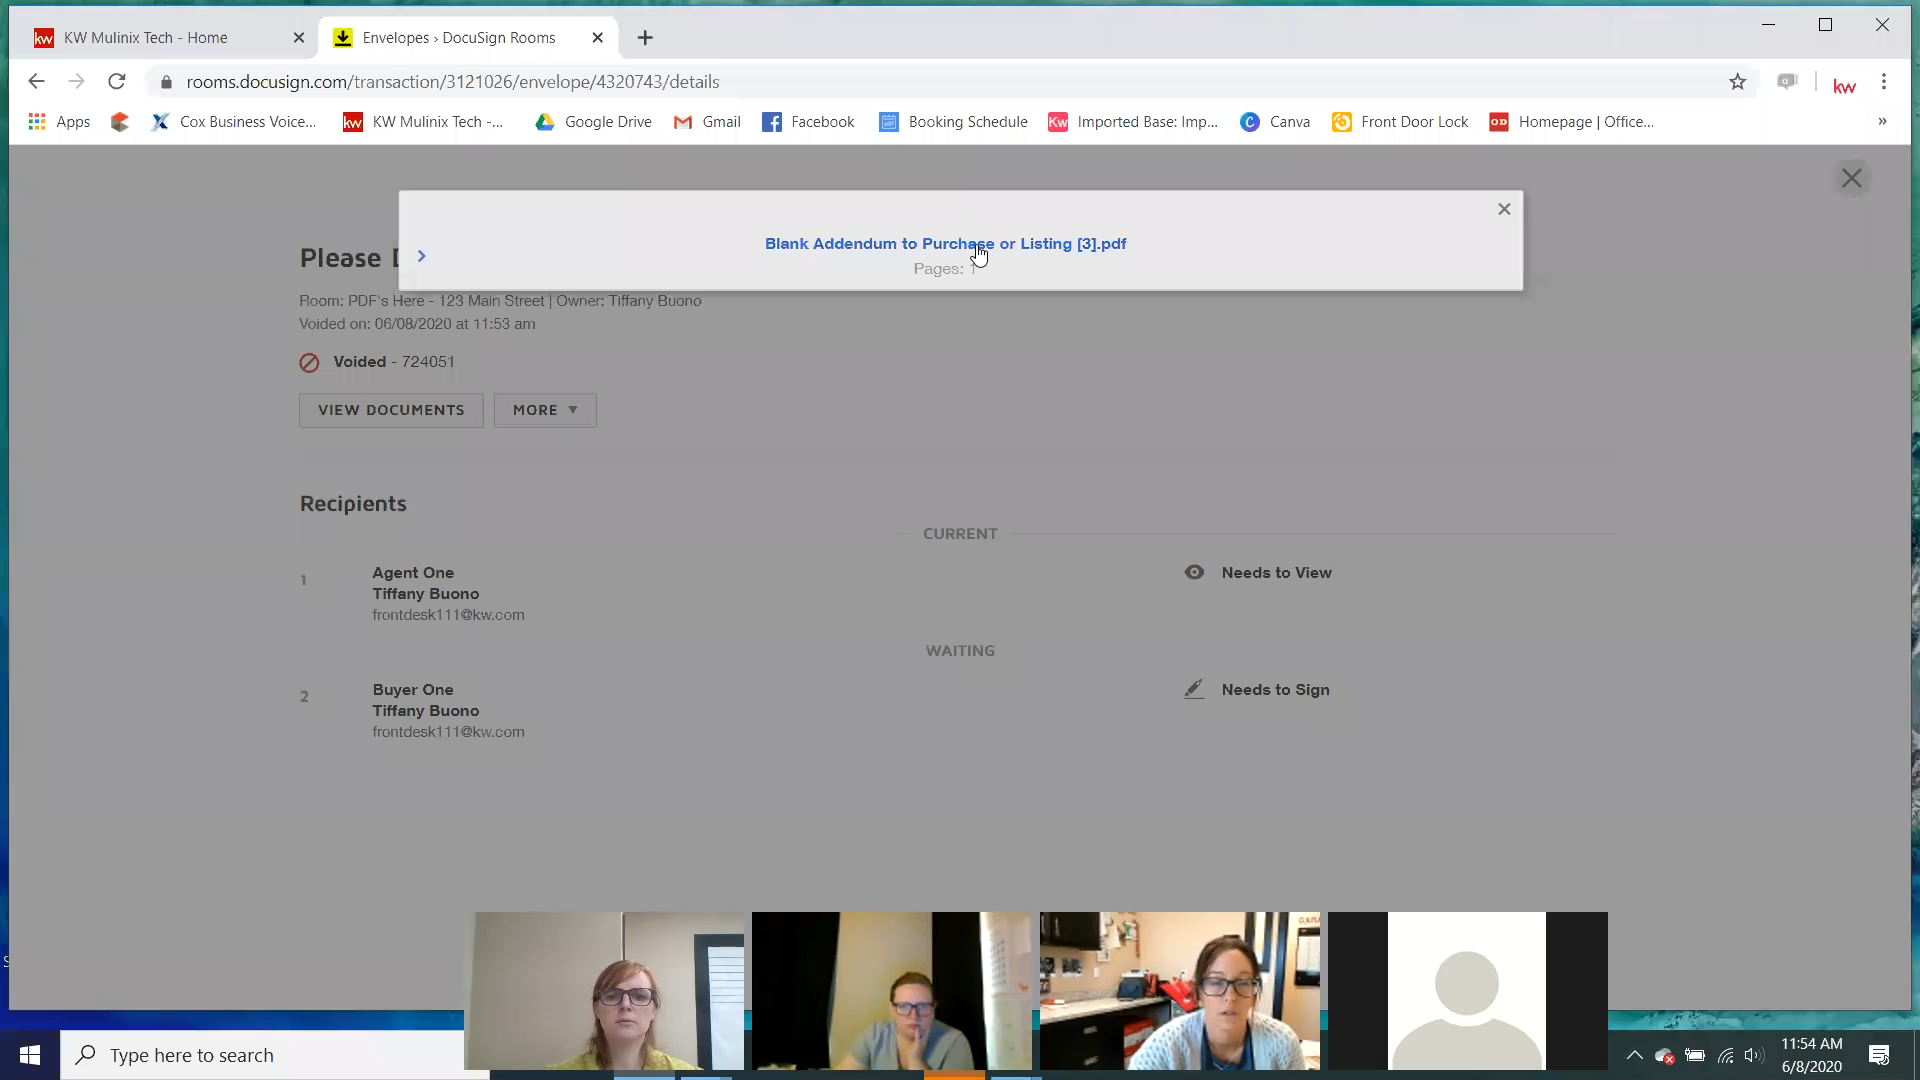 KW Mulinix Tech - Home
Envelopes › DocuSign Rooms
rooms.docusign.com/transaction/3121026/envelope/4320743/details
kw
Apps
Cox Business Voice...
KW Mulinix Tech -...
Google Drive
Gmail
Facebook
Booking Schedule
Imported Base: Imp...
Canva
Front Door Lock
Homepage | Office...
Blank Addendum to Purchase or Listing [3].pdf
Pages: 1
Please
Room: PDF's Here - 123 Main Street | Owner: Tiffany Buono
Voided on: 06/08/2020 at 11:53 am
Voided - 724051
VIEW DOCUMENTS
MORE
Recipients
CURRENT
1
Agent One
Tiffany Buono
frontdesk111@kw.com
Needs to View
WAITING
2
Buyer One
Tiffany Buono
frontdesk111@kw.com
Needs to Sign
Type here to search
11:54 AM
6/8/2020